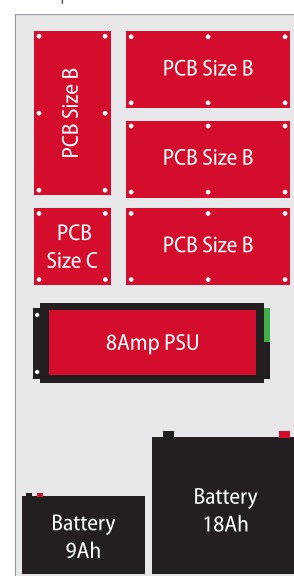 PCB Size B
PCB Size B
PCB Size B
PCB
Size C
PCB Size B
8Amp PSU
Battery
18Ah
Battery
9Ah